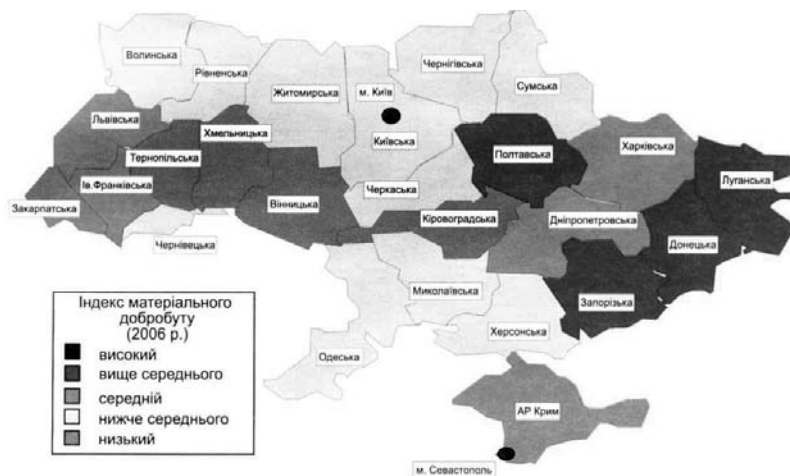 Волинська
Рівненська
Житомирська
м. Київ
Чернігівська
Сумська
Львівська
Хмельницька
Тернопільська
Київська
Полтавська
Харківська
Луганська
Ів.Франківська
Закарпатська
Вінницька
Черкаська
Кіровоградська
Дніпропетровська
Донецька
Чернівецька
Миколаївська
Запорізька
Херсонська
Одеська
АР Крим
м. Севастополь
Індекс матеріального
добробуту
(2006 р.)
високий
вище середнього
середній
нижче середнього
низький